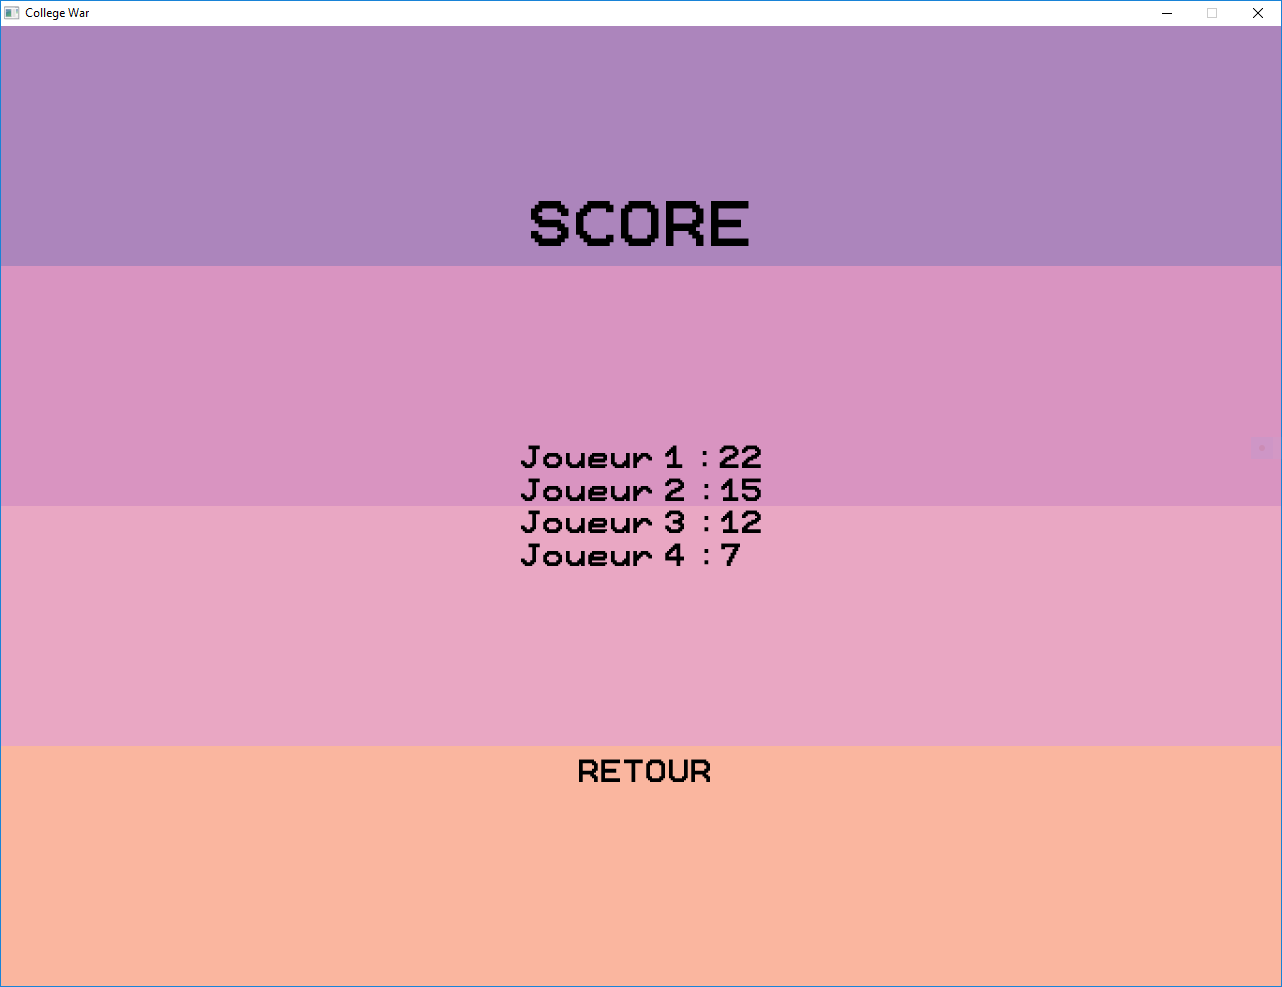 College War
SCORE
Joueur 1 :22
Joueur 2 :15
Joueur 3 :12
Joueur 4 :7
RETOUR